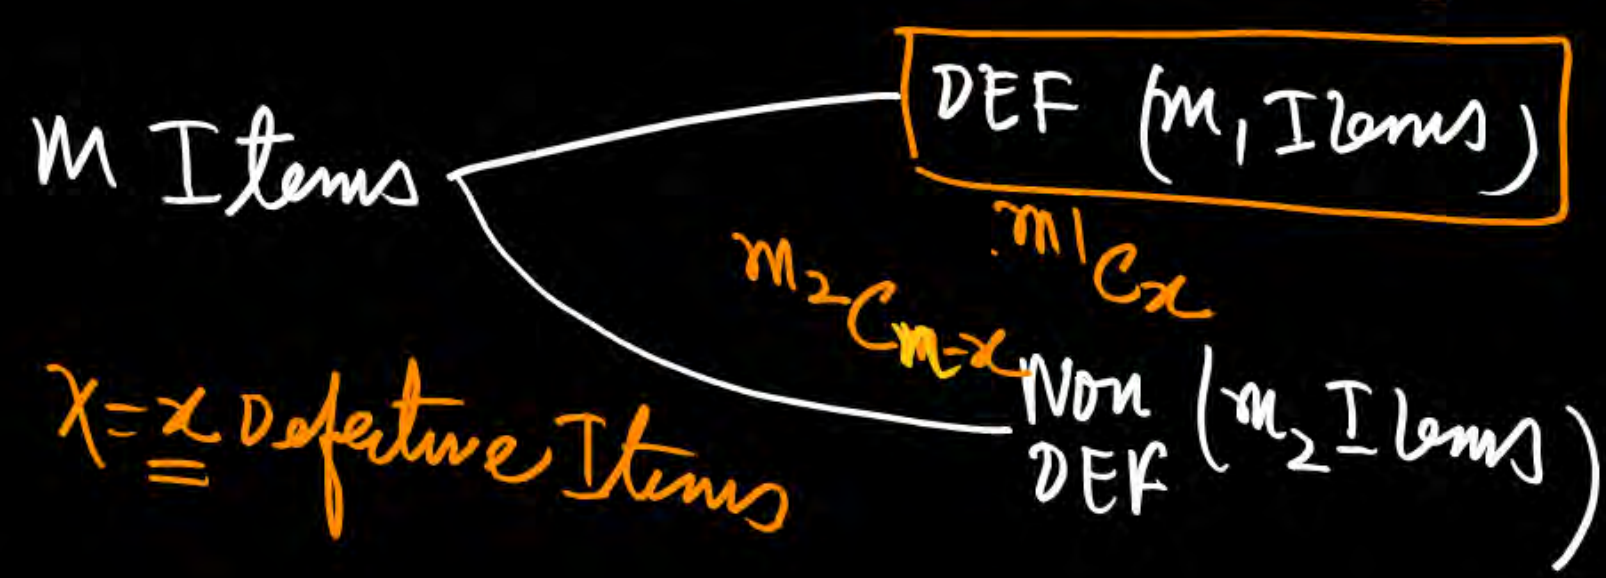 DEF (m₁ Items)
m Items
m₁Cx
m₂Cm-x
Non (m₂ Items)
DEF
X = x Defective Items